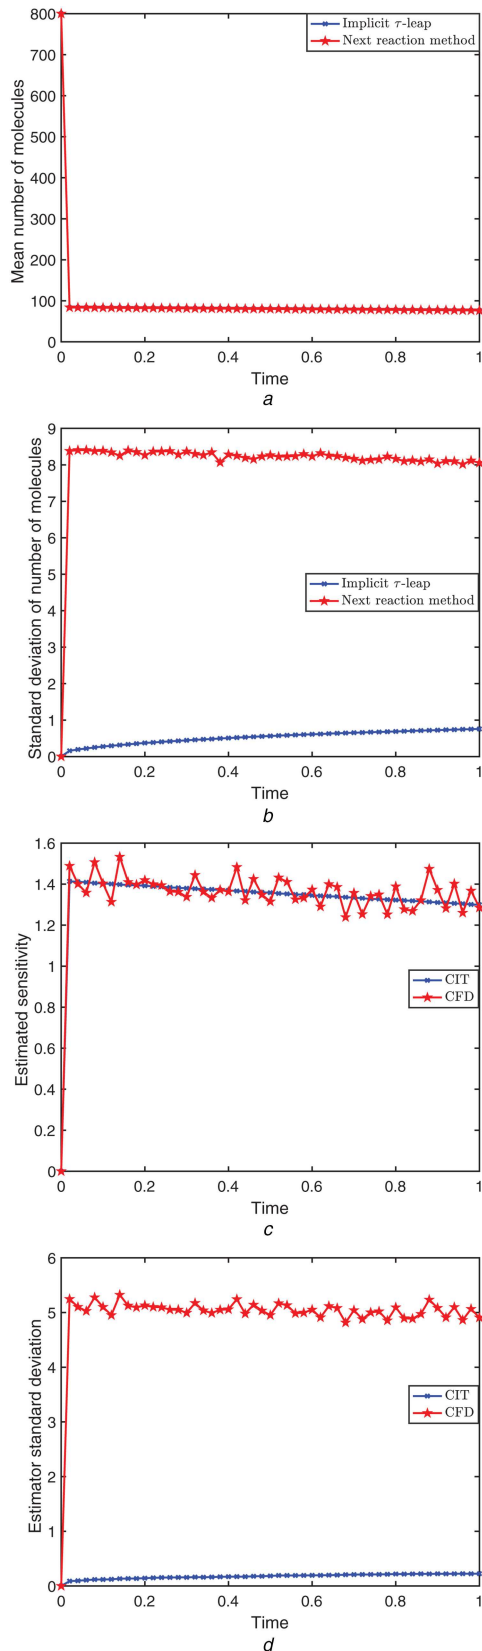 800
700
600
500
400
300
200
100
0
Mean number of molecules
Implicit τ-leap
Next reaction method
0 0.2 0.4 0.6 0.8 1
Time
a
9
8
7
6
5
4
3
2
1
0
Standard deviation of number of molecules
Implicit τ-leap
Next reaction method
0 0.2 0.4 0.6 0.8 1
Time
b
1.6
1.4
1.2
1
0.8
0.6
0.4
0.2
0
Estimated sensitivity
CIT
CFD
0 0.2 0.4 0.6 0.8 1
Time
c
6
5
4
3
2
1
0
Estimator standard deviation
CIT
CFD
0 0.2 0.4 0.6 0.8 1
Time
d